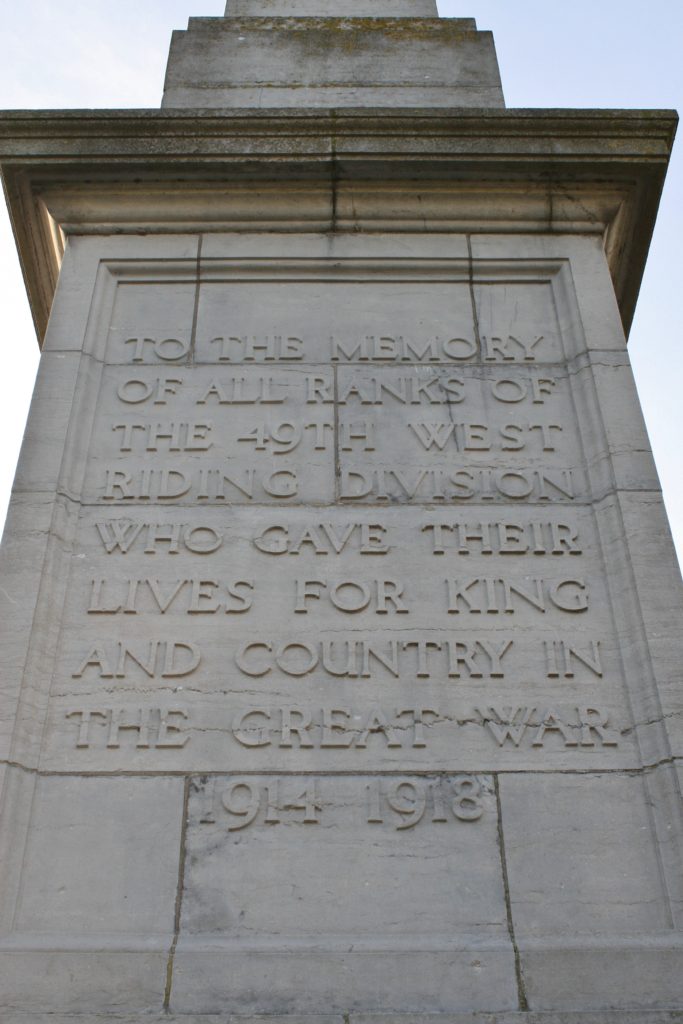 TO THE MEMORY
OF ALL RANKS OF
THE 49TH WEST
RIDING DIVISION
WHO GAVE THEIR
LIVES FOR KING
AND COUNTRY IN
THE GREAT WAR
1914 1918